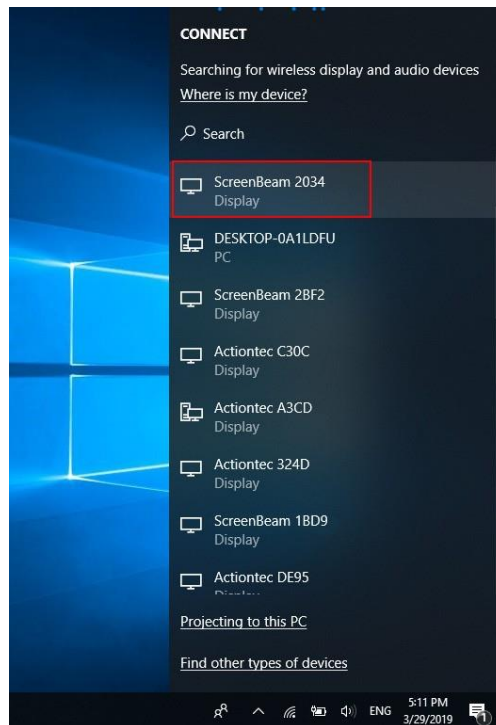 CONNECT
Searching for wireless display and audio devices
Where is my device?
Search
ScreenBeam 2034
Display
DESKTOP-0A1LDFU
PC
ScreenBeam 2BF2
Display
Actiontec C30C
Display
Actiontec A3CD
Display
Actiontec 324D
Display
ScreenBeam 1BD9
Display
Actiontec DE95
Projecting to this PC
Find other types of devices
ENG
5:11 PM
3/29/2019